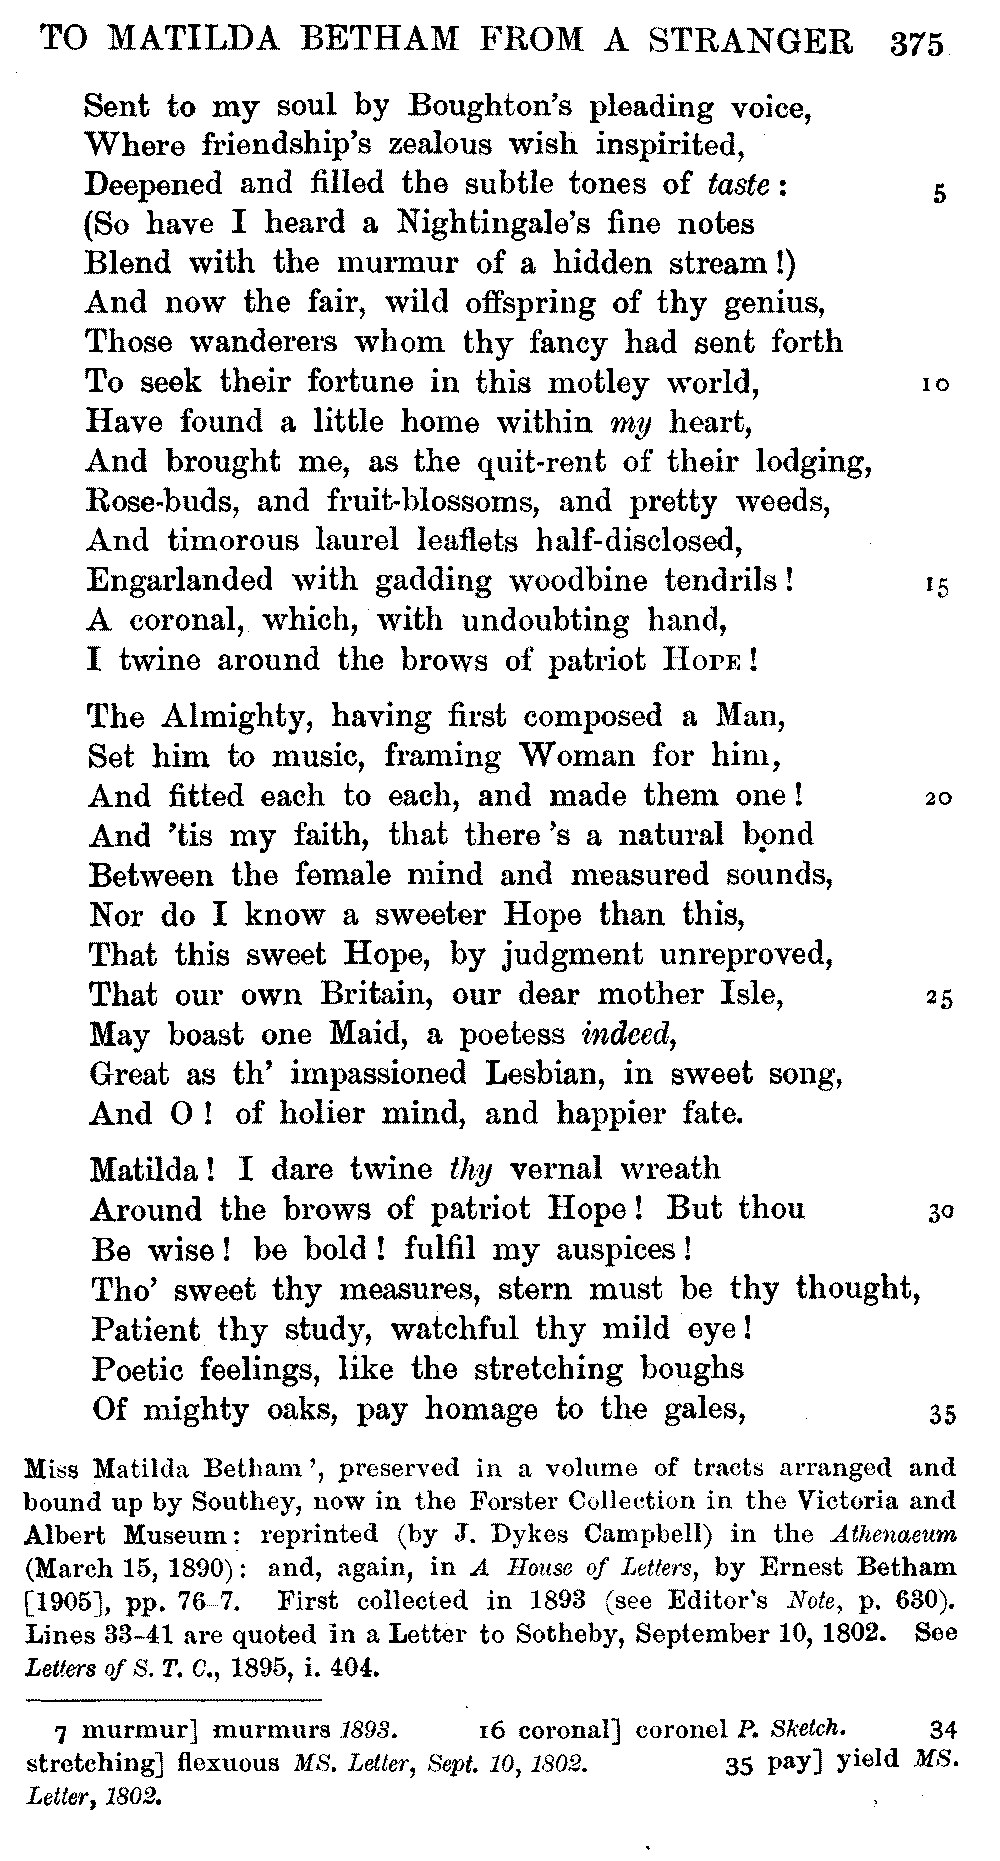 TO MATILDA BETHAM FROM A STRANGER 375
Sent to my soul by Boughton's pleading voice,
Where friendship's zealous wish inspirited,
Deepened and filled the subtle tones of taste : 5
(So have I heard a Nightingale's fine notes
Blend with the murmur of a hidden stream !)
And now the fair, wild offspring of thy genius,
Those wanderers whom thy fancy had sent forth
To seek their fortune in this motley world, 10
Have found a little home within my heart,
And brought me, as the quit-rent of their lodging,
Rose-buds, and fruit-blossoms, and pretty weeds,
And timorous laurel leaflets half-disclosed,
Engarlanded with gadding woodbine tendrils ! 15
A coronal, which, with undoubting hand,
I twine around the brows of patriot HOPE !
The Almighty, having first composed a Man,
Set him to music, framing Woman for him,
And fitted each to each, and made them one ! 20
And 'tis my faith, that there's a natural bond
Between the female mind and measured sounds,
Nor do I know a sweeter Hope than this,
That this sweet Hope, by judgment unreproved,
That our own Britain, our dear mother Isle, 25
May boast one Maid, a poetess indeed,
Great as th' impassioned Lesbian, in sweet song,
And O ! of holier mind, and happier fate.
Matilda ! I dare twine thy vernal wreath
Around the brows of patriot Hope ! But thou 30
Be wise ! be bold ! fulfil my auspices !
Tho' sweet thy measures, stern must be thy thought,
Patient thy study, watchful thy mild eye !
Poetic feelings, like the stretching boughs
Of mighty oaks, pay homage to the gales, 35
Miss Matilda Betham', preserved in a volume of tracts arranged and
bound up by Southey, now in the Forster Collection in the Victoria and
Albert Museum: reprinted (by J. Dykes Campbell) in the Athenaeum
(March 15, 1890): and, again, in A House of Letters, by Ernest Betham
[1905], pp. 76-7. First collected in 1893 (see Editor's Note, p. 630).
Lines 33-41 are quoted in a Letter to Sotheby, September 10, 1802. See
Letters of S. T. C., 1895, i. 404.
7 murmur] murmurs 1893. 16 coronal] coronel P. Sketch. 34
stretching] flexuous MS. Letter, Sept. 10, 1802. 35 pay] yield MS.
Letter, 1802.